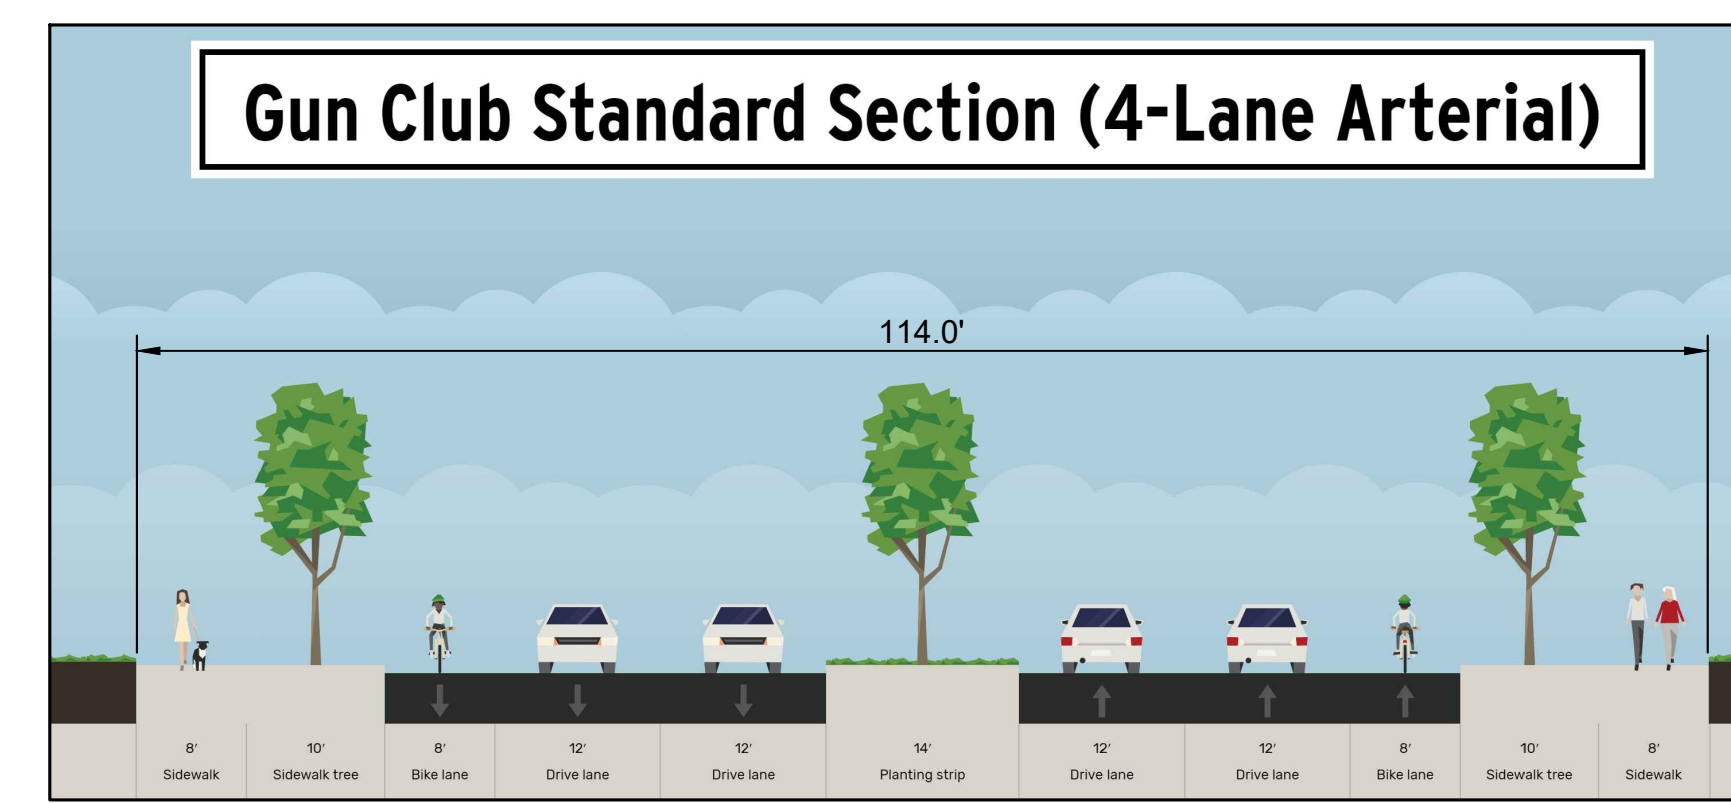 Gun Club Standard Section (4-Lane Arterial)
114.0'
8' 10' 8' 12' 12' 14' 12' 12' 8' 10' 8'
Sidewalk Sidewalk tree Bike lane Drive lane Drive lane Planting strip Drive lane Drive lane Bike lane Sidewalk tree Sidewalk